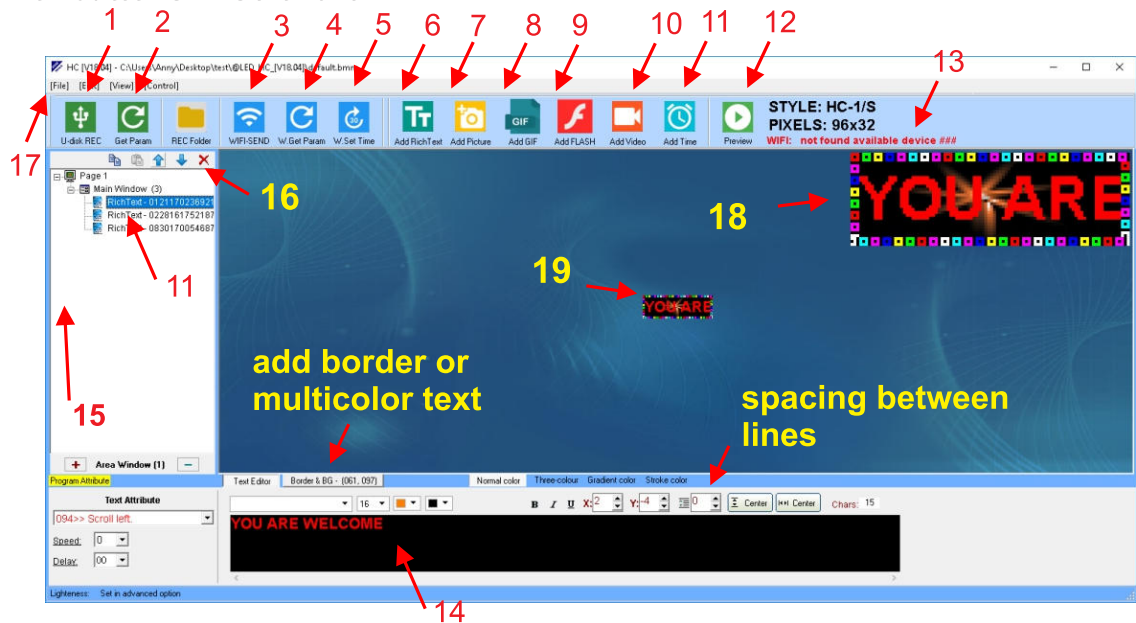 1 2 3 4 5 6 7 8 9 10 11 12 13
HC [V18.04] - C:\Users\Anny\Desktop\test\@LED_HC_[V18.04]\default.bmp
[File] [Edit] [View] [Control]
U-disk REC Get Param REC Folder WIFI-SEND W.Get Param W.Set Time Add RichText Add Picture Add GIF Add FLASH Add Video Add Time Preview
GIF
30
STYLE: HC-1/S
PIXELS: 96x32
WIFI: not found available device ###
17
Page 1
Main Window (3)
RichText - 0121170236921
RichText - 0228161752187
RichText - 0830170054687
16
11
15
18
YOU ARE
19
YOU ARE
add border or
multicolor text
spacing between
lines
Area Window (1)
Program Attribute
Text Editor Border & BG - (061, 097) Normal color Three-colour Gradient color Stroke color
Text Attribute
094>> Scroll left.
Speed: 0
Delay: 00
16 B I U X: 2 Y: -4 0 Center Center Chars: 15
YOU ARE WELCOME
14
Lighteness: Set in advanced option